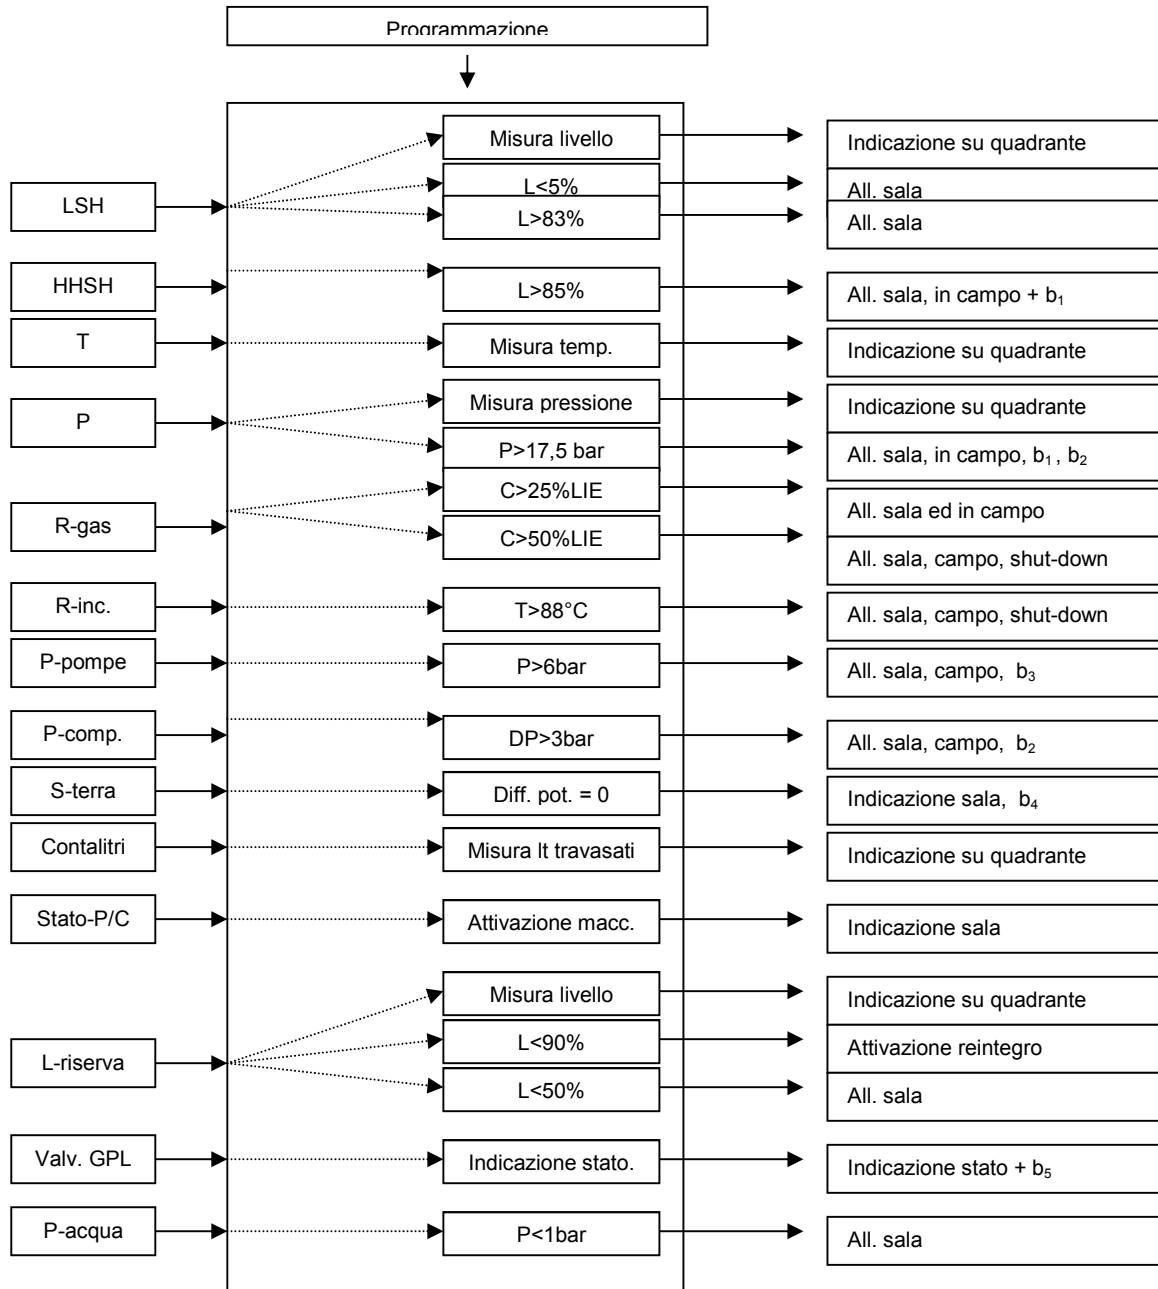 Programmazione
Misura livello
Indicazione su quadrante
LSH
L<5%
All. sala
L>83%
All. sala
HHSH
L>85%
All. sala, in campo + b₁
T
Misura temp.
Indicazione su quadrante
P
Misura pressione
Indicazione su quadrante
P>17,5 bar
All. sala, in campo, b₁ , b₂
R-gas
C>25%LIE
All. sala ed in campo
C>50%LIE
All. sala, campo, shut-down
R-inc.
T>88°C
All. sala, campo, shut-down
P-pompe
P>6bar
All. sala, campo, b₃
P-comp.
DP>3bar
All. sala, campo, b₂
S-terra
Diff. pot. = 0
Indicazione sala, b₄
Contalitri
Misura lt travasati
Indicazione su quadrante
Stato-P/C
Attivazione macc.
Indicazione sala
Misura livello
Indicazione su quadrante
L-riserva
L<90%
Attivazione reintegro
L<50%
All. sala
Valv. GPL
Indicazione stato.
Indicazione stato + b₅
P-acqua
P<1bar
All. sala